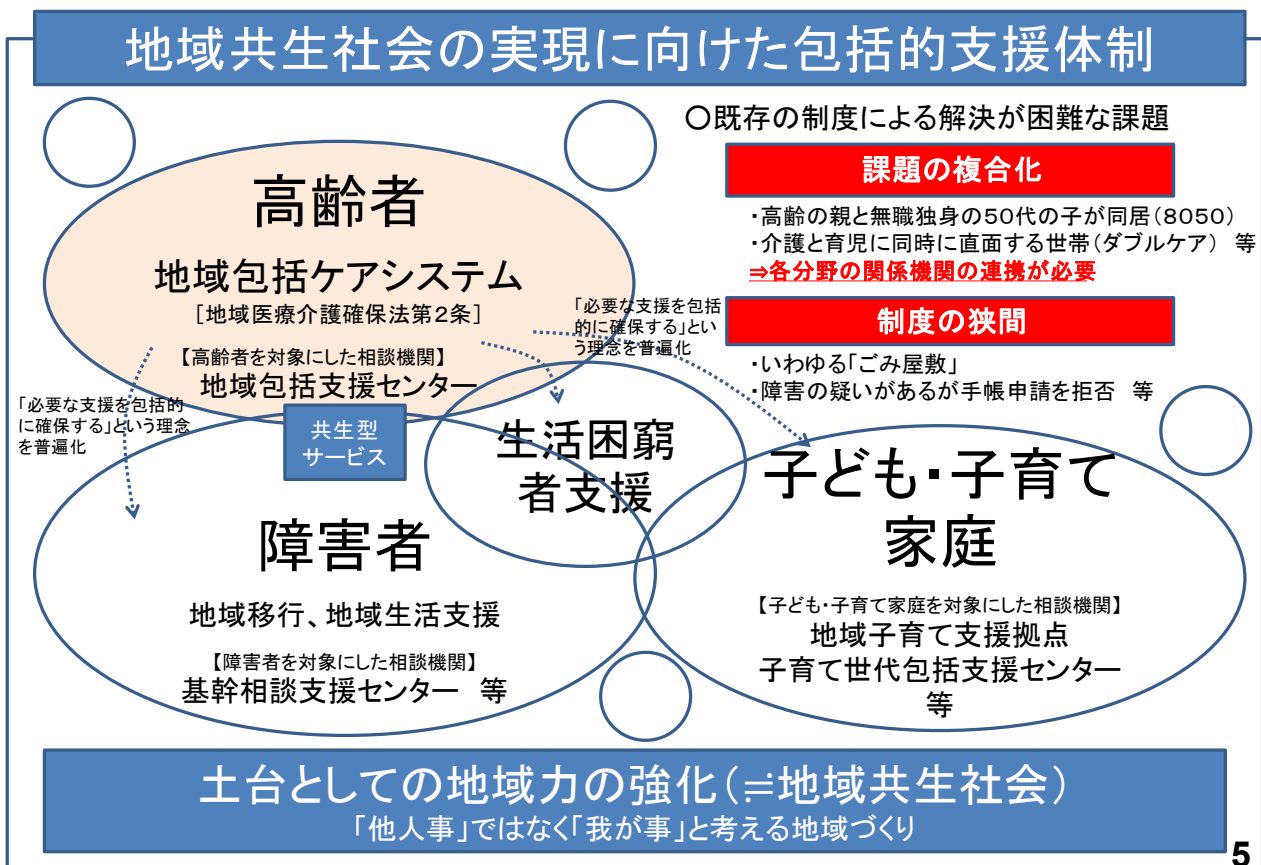 地域共生社会の実現に向けた包括的支援体制
○既存の制度による解決が困難な課題
課題の複合化
・高齢の親と無職独身の50代の子が同居（8050）
・介護と育児に同時に直面する世帯（ダブルケア）　等
⇒各分野の関係機関の連携が必要
制度の狭間
・いわゆる「ごみ屋敷」
・障害の疑いがあるが手帳申請を拒否　等
高齢者
地域包括ケアシステム
［地域医療介護確保法第2条］
【高齢者を対象にした相談機関】
地域包括支援センター
「必要な支援を包括
的に確保する」とい
う理念を普遍化
「必要な支援を包括的
に確保する」という理念
を普遍化
共生型
サービス
生活困窮
者支援
障害者
地域移行、地域生活支援
【障害者を対象にした相談機関】
基幹相談支援センター　等
子ども・子育て
家庭
【子ども・子育て家庭を対象にした相談機関】
地域子育て支援拠点
子育て世代包括支援センター
等
土台としての地域力の強化（≒地域共生社会）
「他人事」ではなく「我が事」と考える地域づくり
5